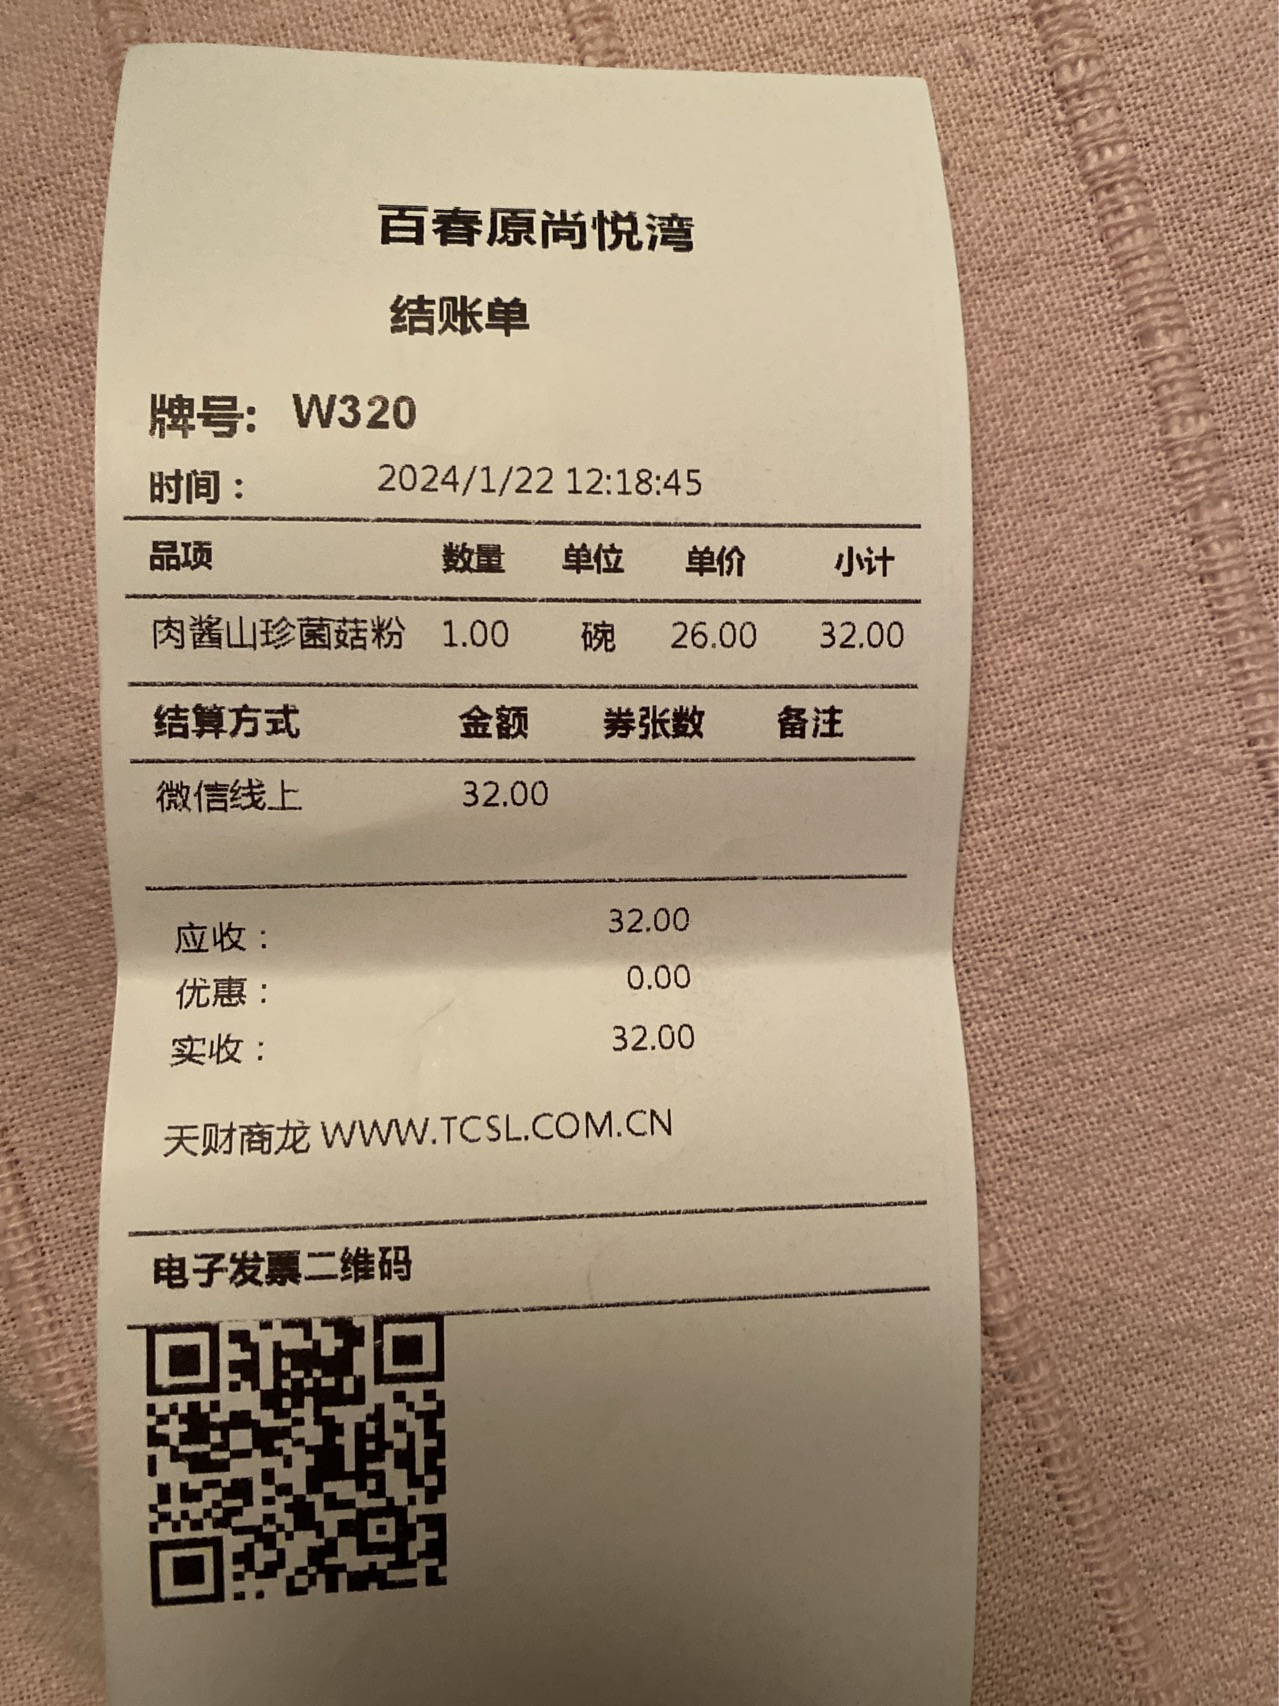 百春原尚悦湾
结账单
牌号: W320
时间： 2024/1/22 12:18:45
品项 数量 单位 单价 小计
肉酱山珍菌菇粉 1.00 碗 26.00 32.00
结算方式 金额 券张数 备注
微信线上 32.00
应收： 32.00
优惠： 0.00
实收： 32.00
天财商龙 WWW.TCSL.COM.CN
电子发票二维码